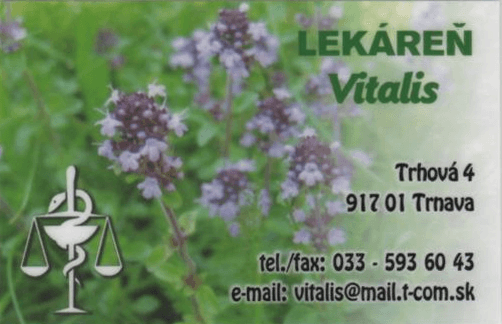 LEKÁREŇ
Vitalis
Trhová 4
917 01 Trnava
tel./fax: 033 - 593 60 43
e-mail: vitalis@mail.t-com.sk